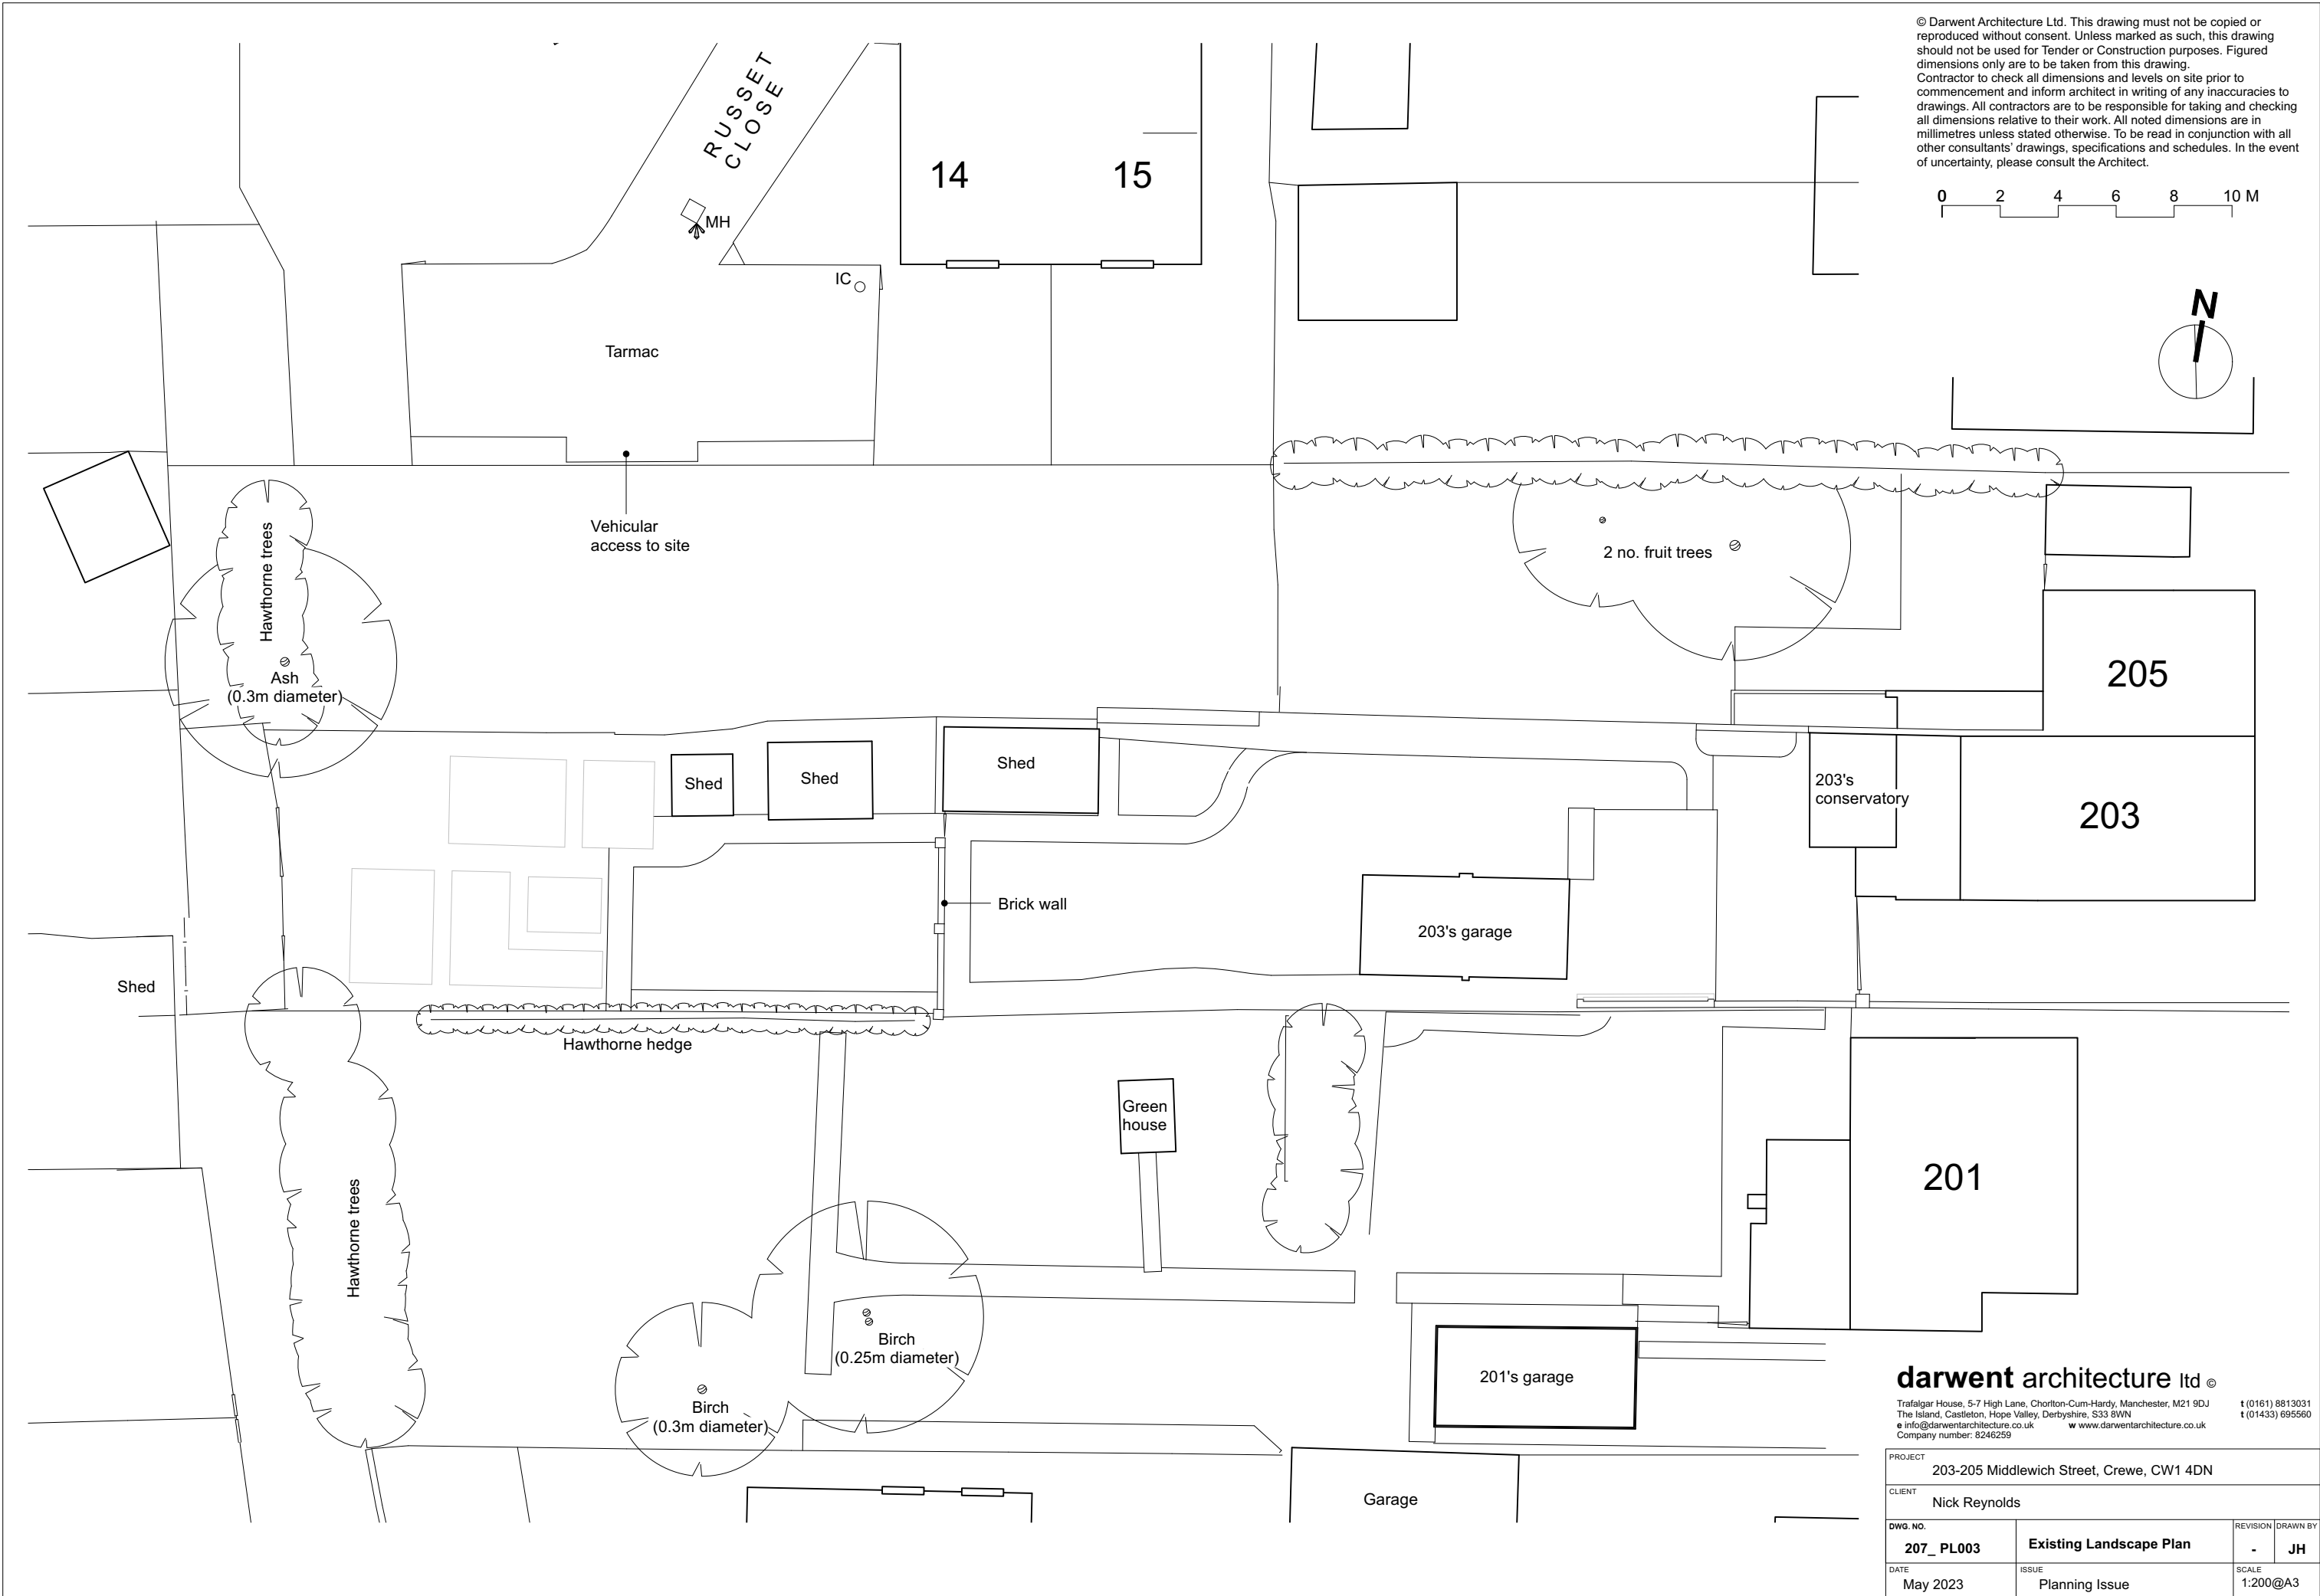 © Darwent Architecture Ltd. This drawing must not be copied or
reproduced without consent. Unless marked as such, this drawing
should not be used for Tender or Construction purposes. Figured
dimensions only are to be taken from this drawing.
Contractor to check all dimensions and levels on site prior to
commencement and inform architect in writing of any inaccuracies to
drawings. All contractors are to be responsible for taking and checking
all dimensions relative to their work. All noted dimensions are in
millimetres unless stated otherwise. To be read in conjunction with all
other consultants' drawings, specifications and schedules. In the event
of uncertainty, please consult the Architect.
0 2 4 6 8 10 M
N
RUSSET
CLOSE
MH
14
15
IC
Tarmac
Vehicular
access to site
Hawthorne trees
Ash
(0.3m diameter)
2 no. fruit trees
205
Shed
Shed
Shed
203's
conservatory
203
Brick wall
203's garage
Shed
Hawthorne hedge
Green
house
201
Hawthorne trees
Birch
(0.25m diameter)
Birch
(0.3m diameter)
201's garage
Garage
darwent architecture ltd ©
Trafalgar House, 5-7 High Lane, Chorlton-Cum-Hardy, Manchester, M21 9DJ t (0161) 8813031
The Island, Castleton, Hope Valley, Derbyshire, S33 8WN t (01433) 695560
e info@darwentarchitecture.co.uk w www.darwentarchitecture.co.uk
Company number: 8246259
PROJECT
203-205 Middlewich Street, Crewe, CW1 4DN
CLIENT
Nick Reynolds
DWG. NO. REVISION DRAWN BY
207_ PL003 Existing Landscape Plan - JH
DATE ISSUE SCALE
May 2023 Planning Issue 1:200@A3